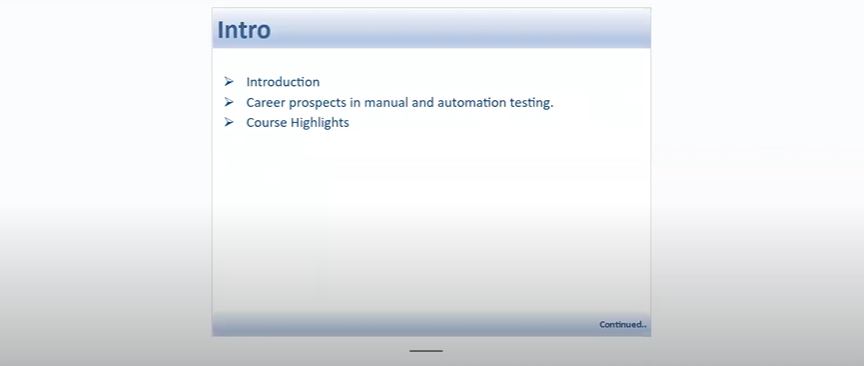 Intro
Introduction
Career prospects in manual and automation testing.
Course Highlights
Continued..